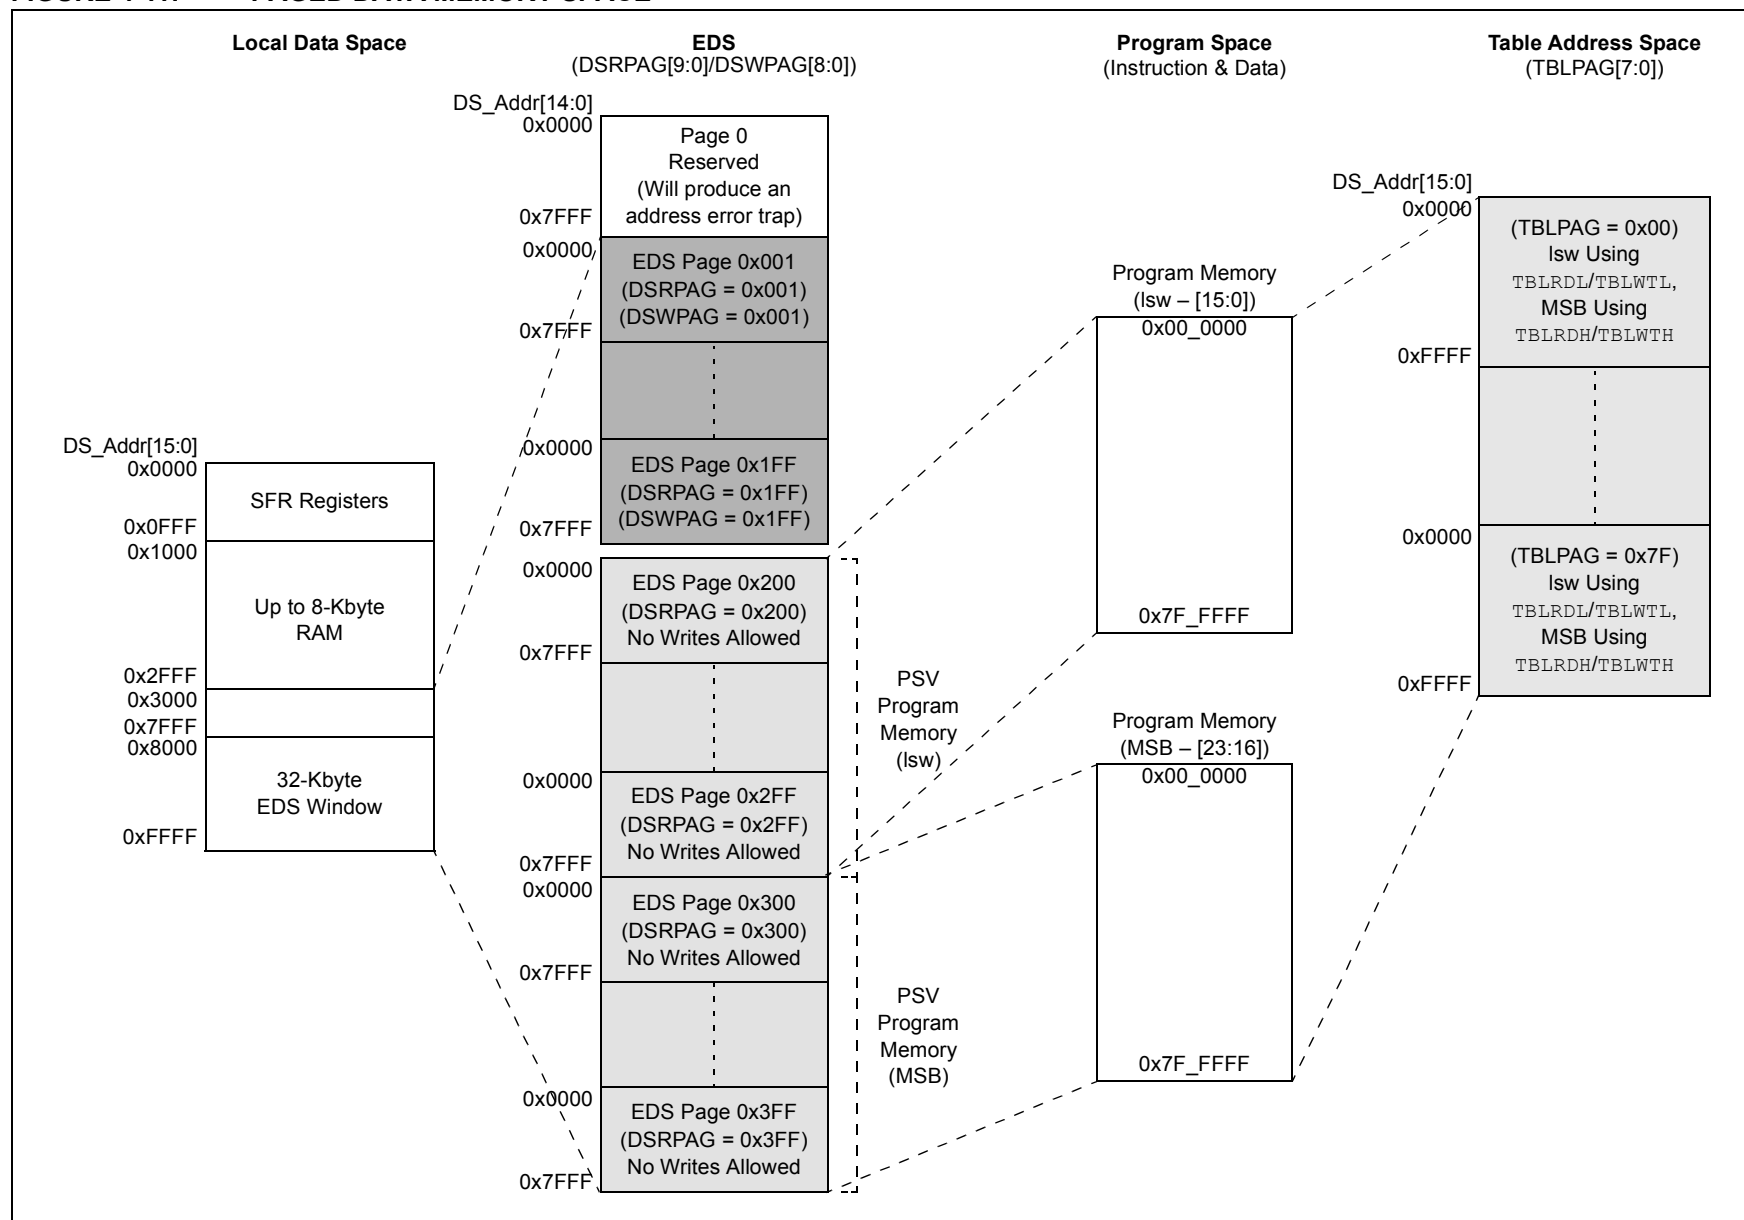 Local Data Space
EDS
(DSRPAG[9:0]/DSWPAG[8:0])
Program Space
(Instruction & Data)
Table Address Space
(TBLPAG[7:0])
DS_Addr[15:0]
0x0000
SFR Registers
0x0FFF
0x1000
Up to 8-Kbyte
RAM
0x2FFF
0x3000
0x7FFF
0x8000
32-Kbyte
EDS Window
0xFFFF
DS_Addr[14:0]
0x0000
Page 0
Reserved
(Will produce an
address error trap)
0x7FFF
0x0000
EDS Page 0x001
(DSRPAG = 0x001)
(DSWPAG = 0x001)
0x7FFF
0x0000
EDS Page 0x1FF
(DSRPAG = 0x1FF)
(DSWPAG = 0x1FF)
0x7FFF
0x0000
EDS Page 0x200
(DSRPAG = 0x200)
No Writes Allowed
0x7FFF
0x0000
EDS Page 0x2FF
(DSRPAG = 0x2FF)
No Writes Allowed
0x7FFF
0x0000
EDS Page 0x300
(DSRPAG = 0x300)
No Writes Allowed
0x7FFF
0x0000
EDS Page 0x3FF
(DSRPAG = 0x3FF)
No Writes Allowed
0x7FFF
PSV
Program
Memory
(lsw)
PSV
Program
Memory
(MSB)
Program Memory
(lsw – [15:0])
0x00_0000
0x7F_FFFF
Program Memory
(MSB – [23:16])
0x00_0000
0x7F_FFFF
DS_Addr[15:0]
0x0000
(TBLPAG = 0x00)
lsw Using
TBLRDL/TBLWTL,
MSB Using
TBLRDH/TBLWTH
0xFFFF
0x0000
(TBLPAG = 0x7F)
lsw Using
TBLRDL/TBLWTL,
MSB Using
TBLRDH/TBLWTH
0xFFFF